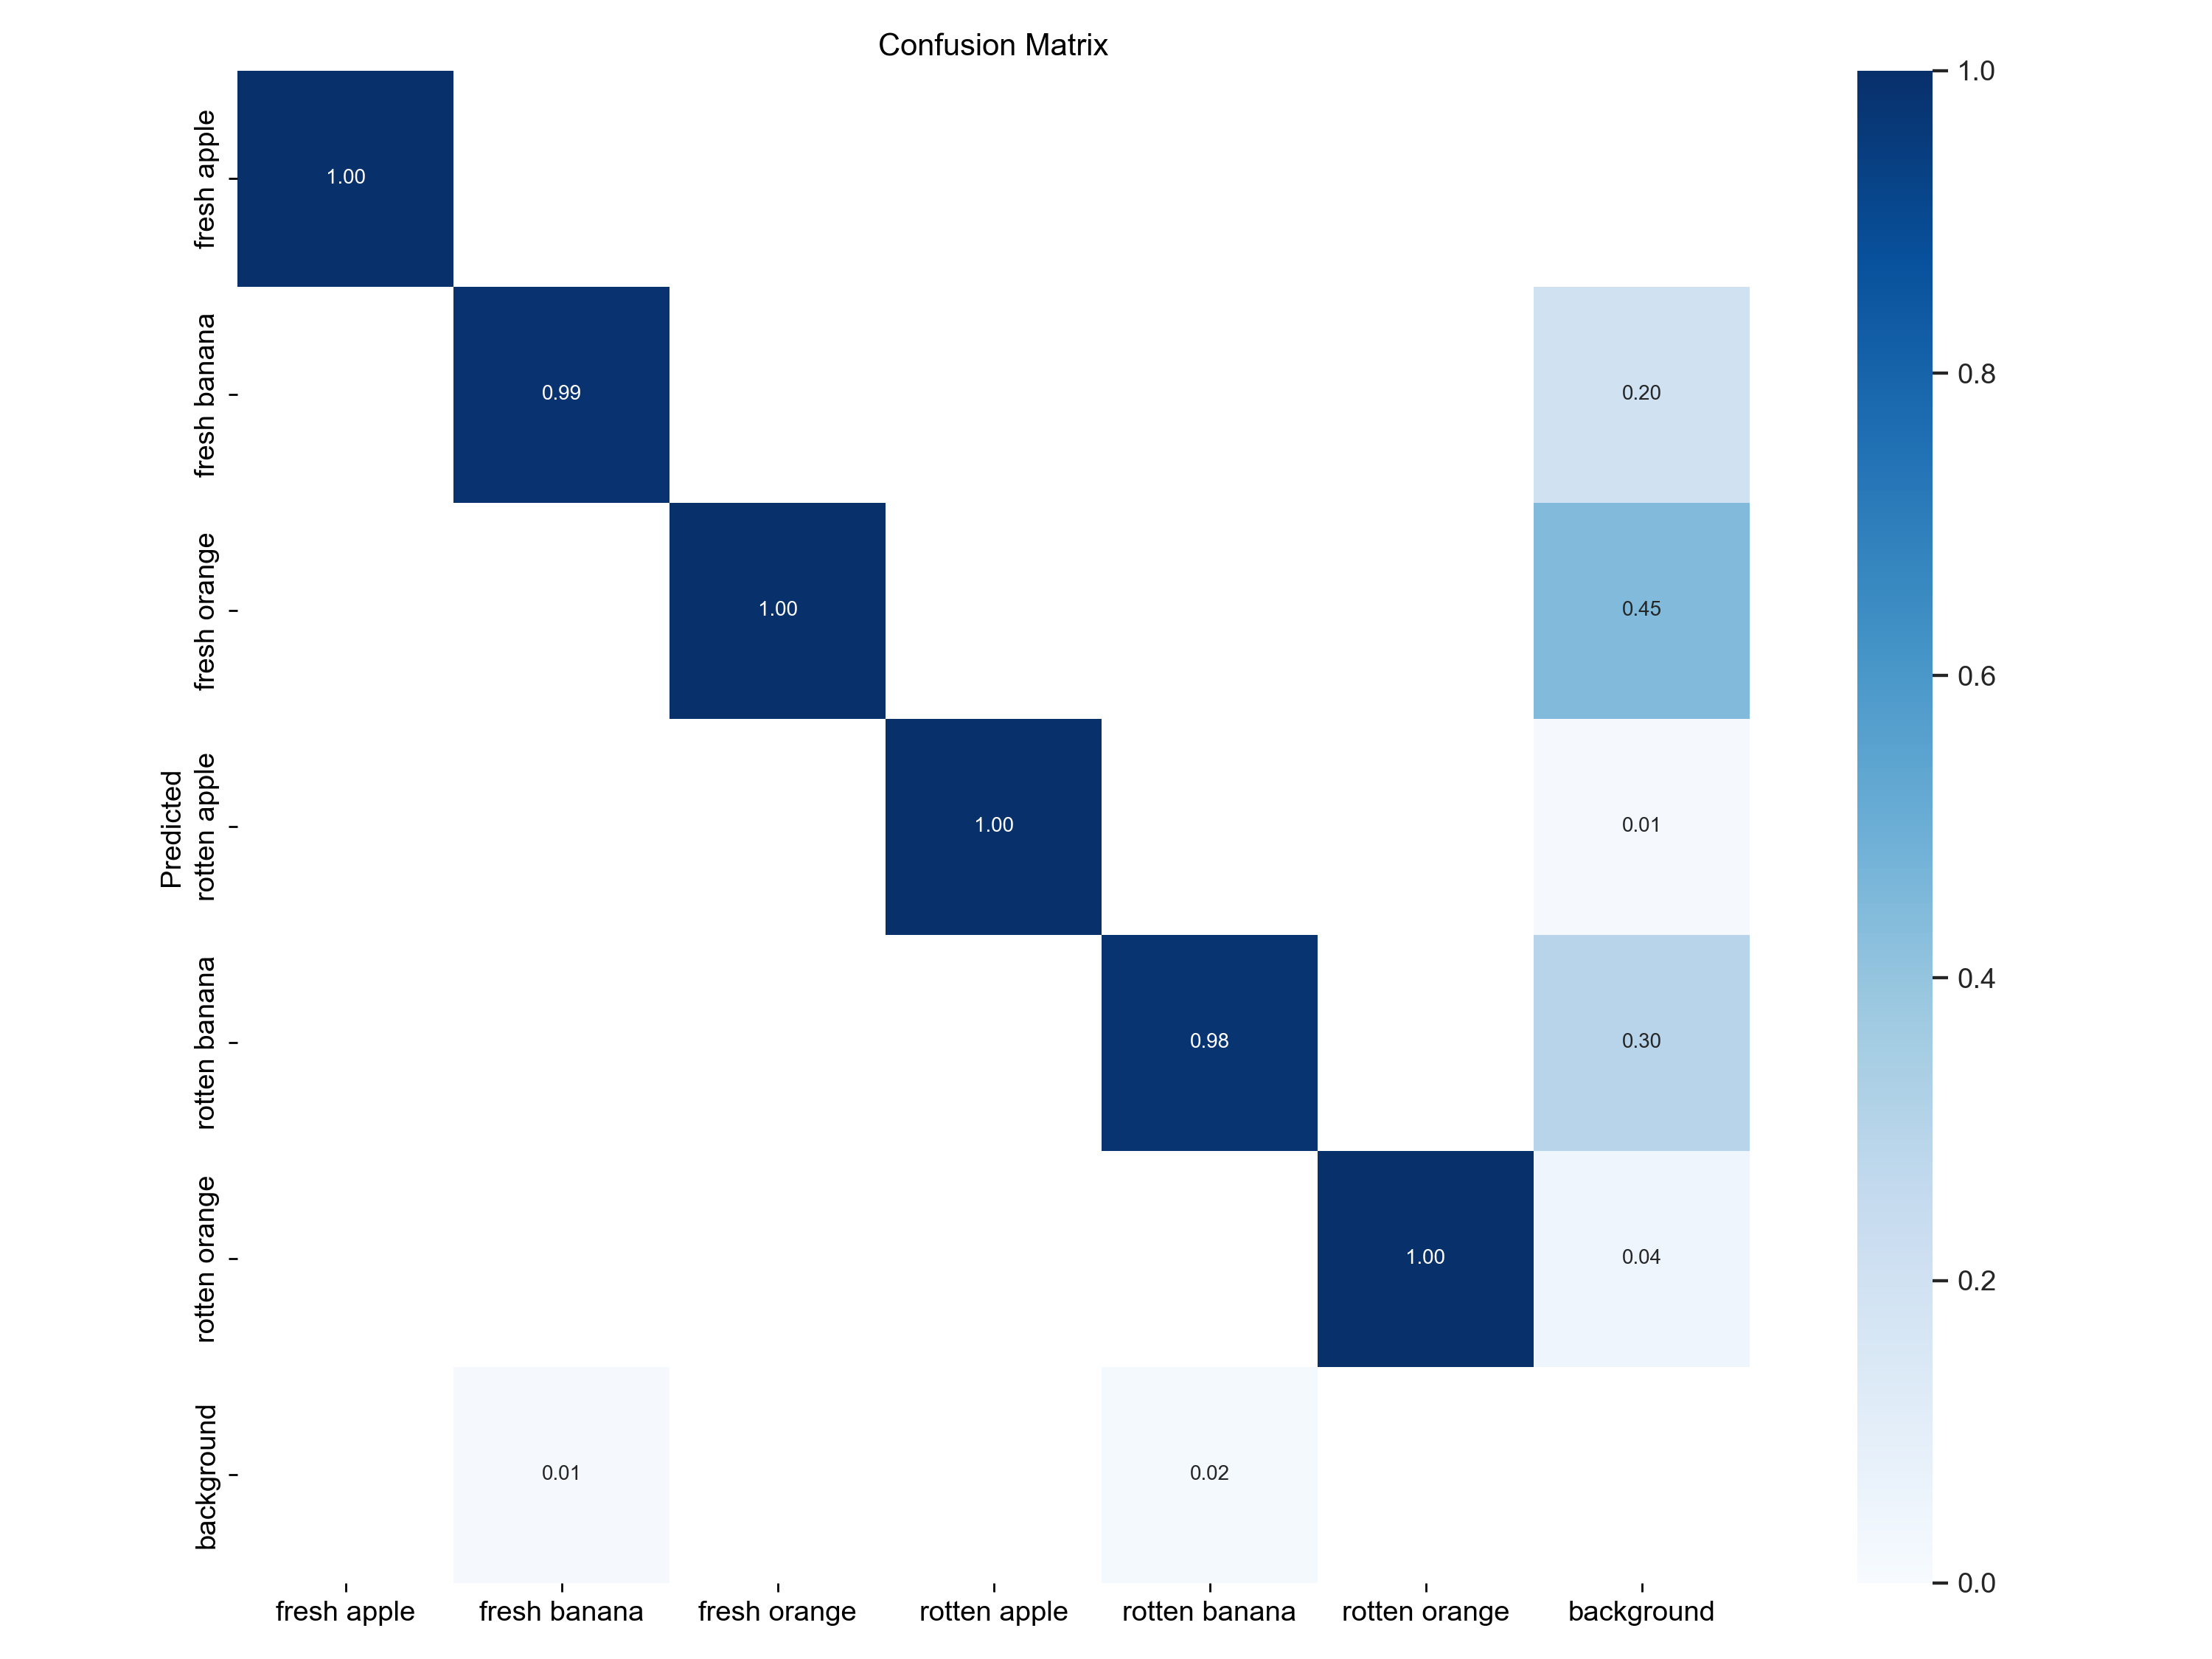 Confusion Matrix
Predicted
fresh apple
1.00
fresh banana
0.99
0.20
fresh orange
1.00
0.45
rotten apple
1.00
0.01
rotten banana
0.98
0.30
rotten orange
1.00
0.04
background
0.01
0.02
fresh apple fresh banana fresh orange rotten apple rotten banana rotten orange background
1.0
0.8
0.6
0.4
0.2
0.0